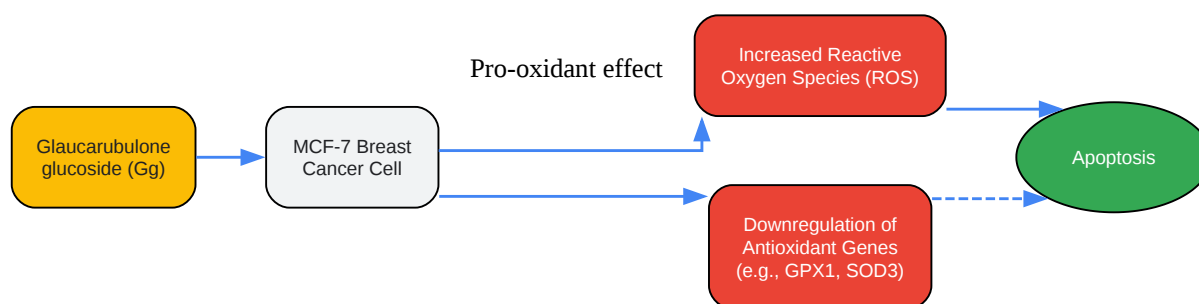 Glaucarubulone
glucoside (Gg)
MCF-7 Breast
Cancer Cell
Pro-oxidant effect
Increased Reactive
Oxygen Species (ROS)
Downregulation of
Antioxidant Genes
(e.g., GPX1, SOD3)
Apoptosis